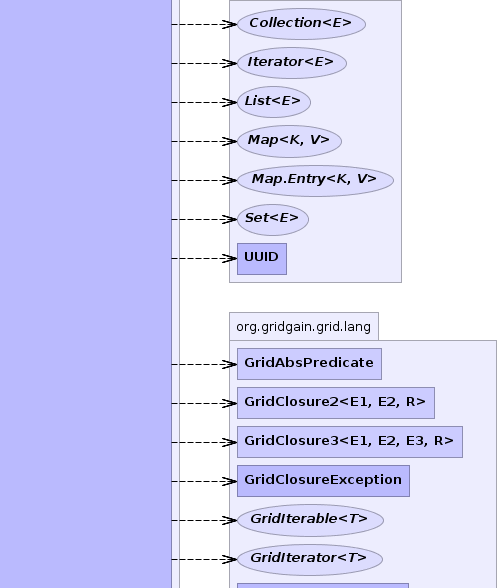 Collection<E>
Iterator<E>
List<E>
Map<K, V>
Map.Entry<K, V>
Set<E>
UUID
org.gridgain.grid.lang
GridAbsPredicate
GridClosure2<E1, E2, R>
GridClosure3<E1, E2, E3, R>
GridClosureException
GridIterable<T>
GridIterator<T>